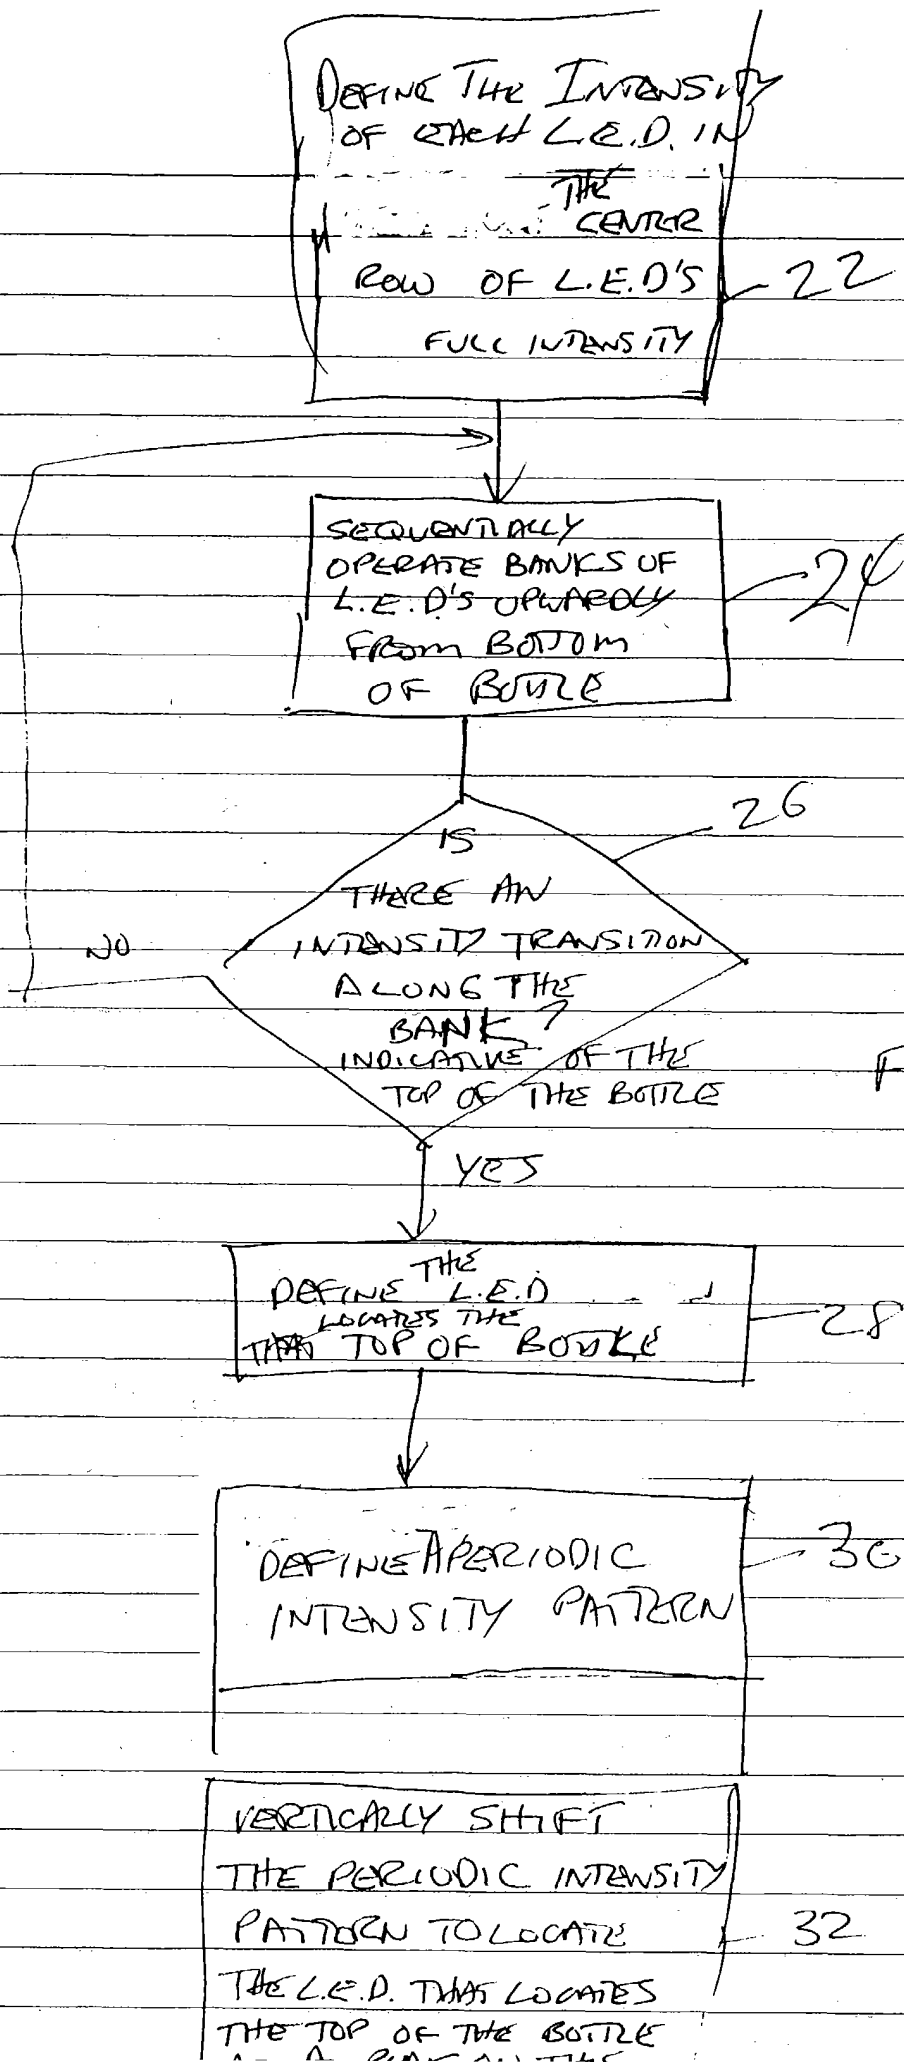 DEFINE THE INTENSITY
OF EACH L.E.D. IN
THE
CENTER
ROW OF L.E.D'S
FULL INTENSITY
22
SEQUENTIALLY
OPERATE BANKS OF
L.E.D'S UPWARDLY
FROM BOTTOM
OF BOTTLE
24
26
IS
THERE AN
INTENSITY TRANSITION
ALONG THE
BANK?
INDICATIVE OF THE
TOP OF THE BOTTLE
NO
F
YES
THE
DEFINE L.E.D
LOCATES THE
THAT TOP OF BOTTLE
28
DEFINE A PERIODIC
INTENSITY PATTERN
30
VERTICALLY SHIFT
THE PERIODIC INTENSITY
PATTERN TO LOCATE
THE L.E.D. THAT LOCATES
THE TOP OF THE BOTTLE
32